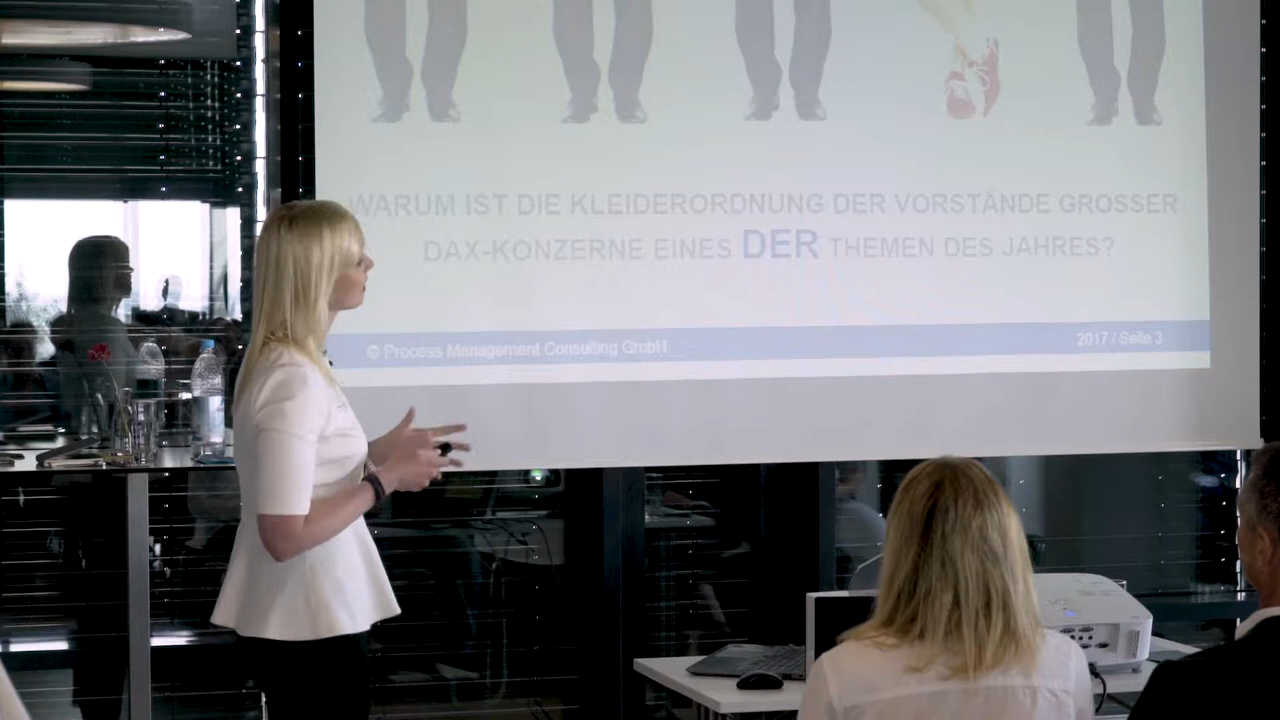 WARUM IST DIE KLEIDERORDNUNG DER VORSTÄNDE GROSSER
DAX-KONZERNE EINES DER THEMEN DES JAHRES?
© Process Management Consulting GmbH
2017 / Seite 3